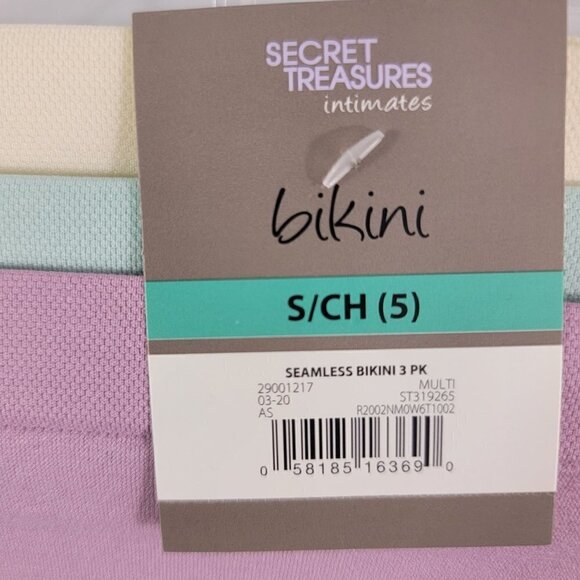 SECRET
TREASURES
intimates
bikini
S/CH (5)
SEAMLESS BIKINI 3 PK
29001217 MULTI
03-20 ST319265
AS R2002NM0W6T1002
0 58185 16369 0